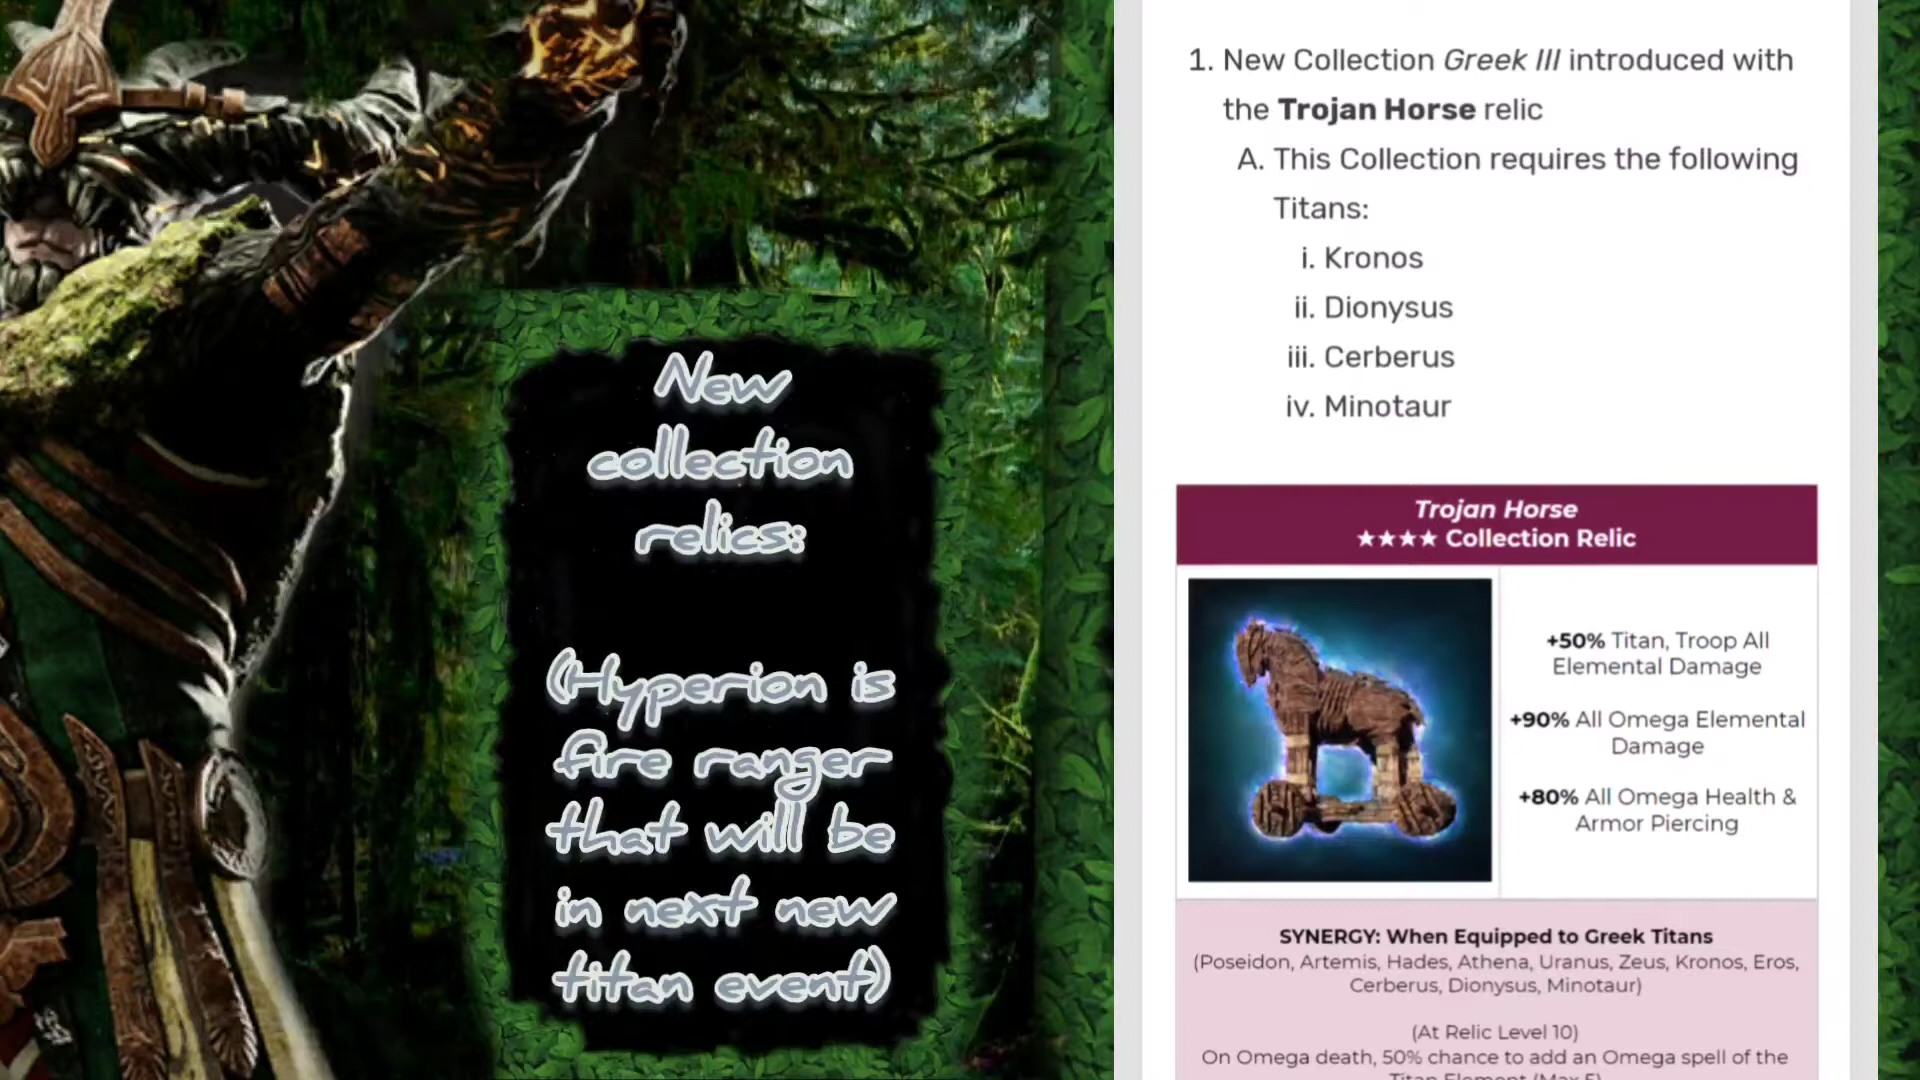 New
collection
relics:
(Hyperion is
fire ranger
that will be
in next new
titan event)
1. New Collection Greek III introduced with
the Trojan Horse relic
A. This Collection requires the following
Titans:
i. Kronos
ii. Dionysus
iii. Cerberus
iv. Minotaur
Trojan Horse
★★★★ Collection Relic
+50% Titan, Troop All
Elemental Damage
+90% All Omega Elemental
Damage
+80% All Omega Health &
Armor Piercing
SYNERGY: When Equipped to Greek Titans
(Poseidon, Artemis, Hades, Athena, Uranus, Zeus, Kronos, Eros,
Cerberus, Dionysus, Minotaur)
(At Relic Level 10)
On Omega death, 50% chance to add an Omega spell of the
Titan Element (Max 5)